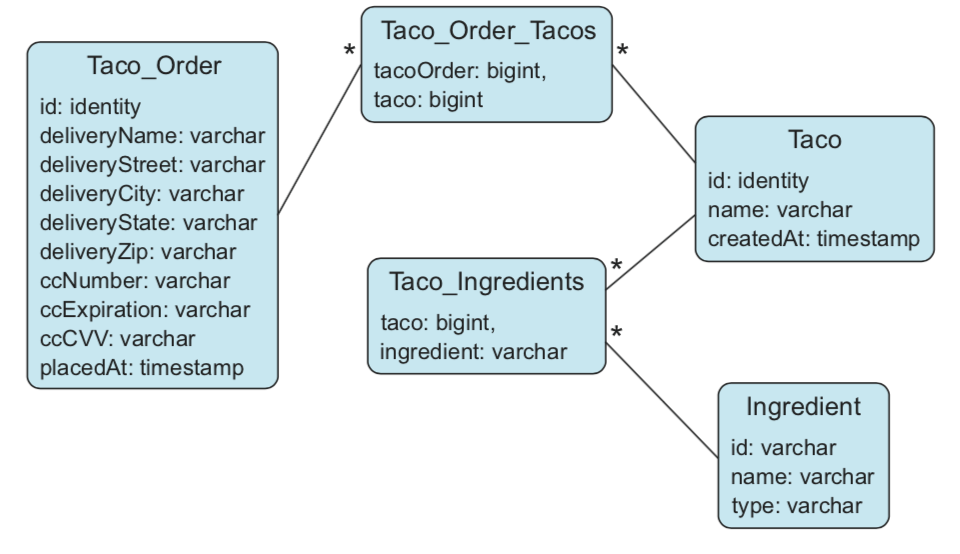 Taco_Order
id: identity
deliveryName: varchar
deliveryStreet: varchar
deliveryCity: varchar
deliveryState: varchar
deliveryZip: varchar
ccNumber: varchar
ccExpiration: varchar
ccCVV: varchar
placedAt: timestamp
*
Taco_Order_Tacos
tacoOrder: bigint,
taco: bigint
*
Taco
id: identity
name: varchar
createdAt: timestamp
Taco_Ingredients
taco: bigint,
ingredient: varchar
*
*
Ingredient
id: varchar
name: varchar
type: varchar